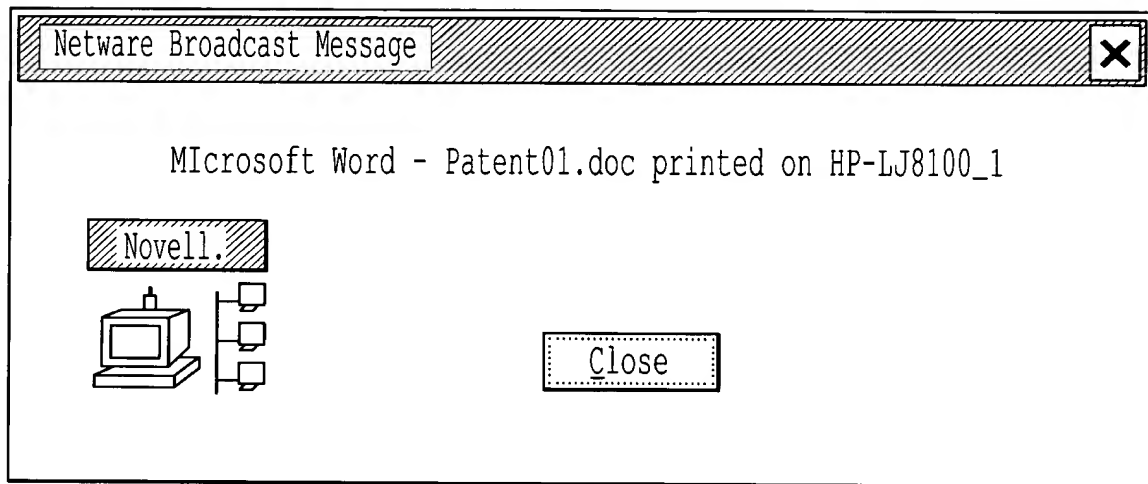 Netware Broadcast Message
MIcrosoft Word - Patent01.doc printed on HP-LJ8100_1
Novell.
Close